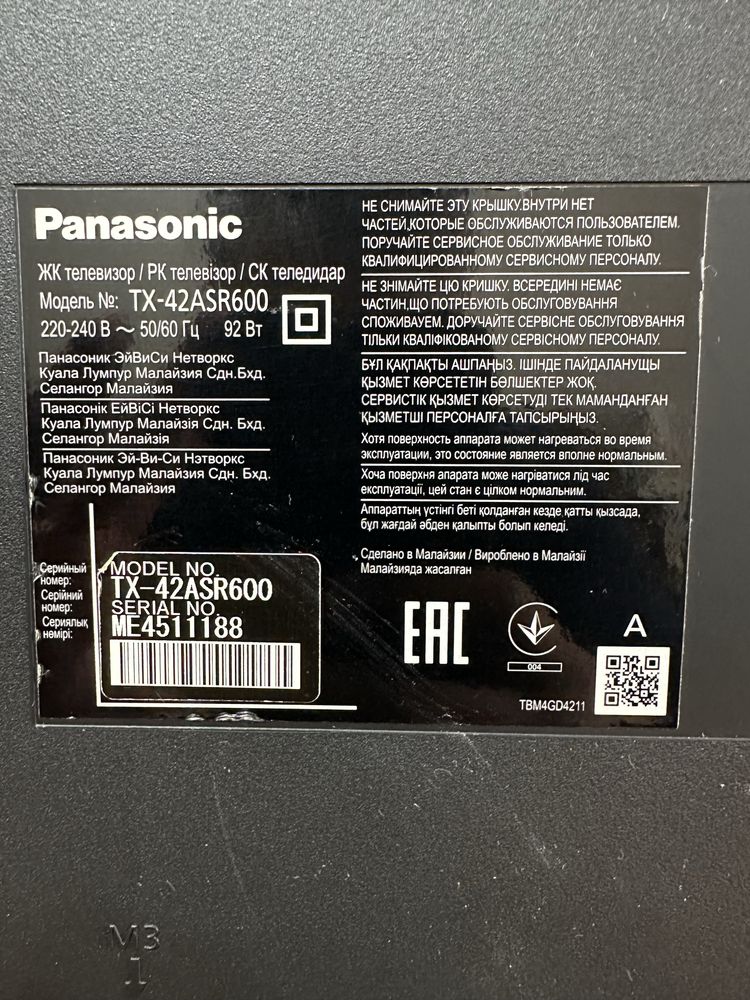 Panasonic
ЖК телевизор / РК телевізор / СК теледидар
Модель №: TX-42ASR600
220-240 В ~ 50/60 Гц 92 Вт
Панасоник ЭйВиСи Нетворкс
Куала Лумпур Малайзия Сдн.Бхд.
Селангор Малайзия
Панасонік ЕйВіСі Нетворкс
Куала Лумпур Малайзія Сдн. Бхд.
Селангор Малайзія
Панасоник Эй-Ви-Си Нэтворкс
Куала Лумпур Малайзия Сдн. Бхд.
Селангор Малайзия
Серийный
номер:
Серійний
номер:
Сериялық
нөмірі:
MODEL NO.
TX-42ASR600
SERIAL NO.
ME4511188
НЕ СНИМАЙТЕ ЭТУ КРЫШКУ.ВНУТРИ НЕТ
ЧАСТЕЙ,КОТОРЫЕ ОБСЛУЖИВАЮТСЯ ПОЛЬЗОВАТЕЛЕМ.
ПОРУЧАЙТЕ СЕРВИСНОЕ ОБСЛУЖИВАНИЕ ТОЛЬКО
КВАЛИФИЦИРОВАННОМУ СЕРВИСНОМУ ПЕРСОНАЛУ.
НЕ ЗНІМАЙТЕ ЦЮ КРИШКУ. ВСЕРЕДИНІ НЕМАЄ
ЧАСТИН,ЩО ПОТРЕБУЮТЬ ОБСЛУГОВУВАННЯ
СПОЖИВАЧЕМ. ДОРУЧАЙТЕ СЕРВІСНЕ ОБСЛУГОВУВАННЯ
ТІЛЬКИ КВАЛІФІКОВАНОМУ СЕРВІСНОМУ ПЕРСОНАЛУ.
БҰЛ ҚАҚПАҚТЫ АШПАҢЫЗ. ІШІНДЕ ПАЙДАЛАНУШЫ
ҚЫЗМЕТ КӨРСЕТЕТІН БӨЛШЕКТЕР ЖОҚ.
СЕРВИСТІК ҚЫЗМЕТ КӨРСЕТУДІ ТЕК МАМАНДАНҒАН
ҚЫЗМЕТШІ ПЕРСОНАЛҒА ТАПСЫРЫҢЫЗ.
Хотя поверхность аппарата может нагреваться во время
эксплуатации, это состояние является вполне нормальным.
Хоча поверхня апарата може нагріватися під час
експлуатації, цей стан є цілком нормальним.
Аппараттың үстіңгі беті қолданған кезде қатты қызсада,
бұл жағдай әбден қалыпты болып келеді.
Сделано в Малайзии / Вироблено в Малайзії
Малайзияда жасалған
EAC
004
A
TBM4GD4211
M3